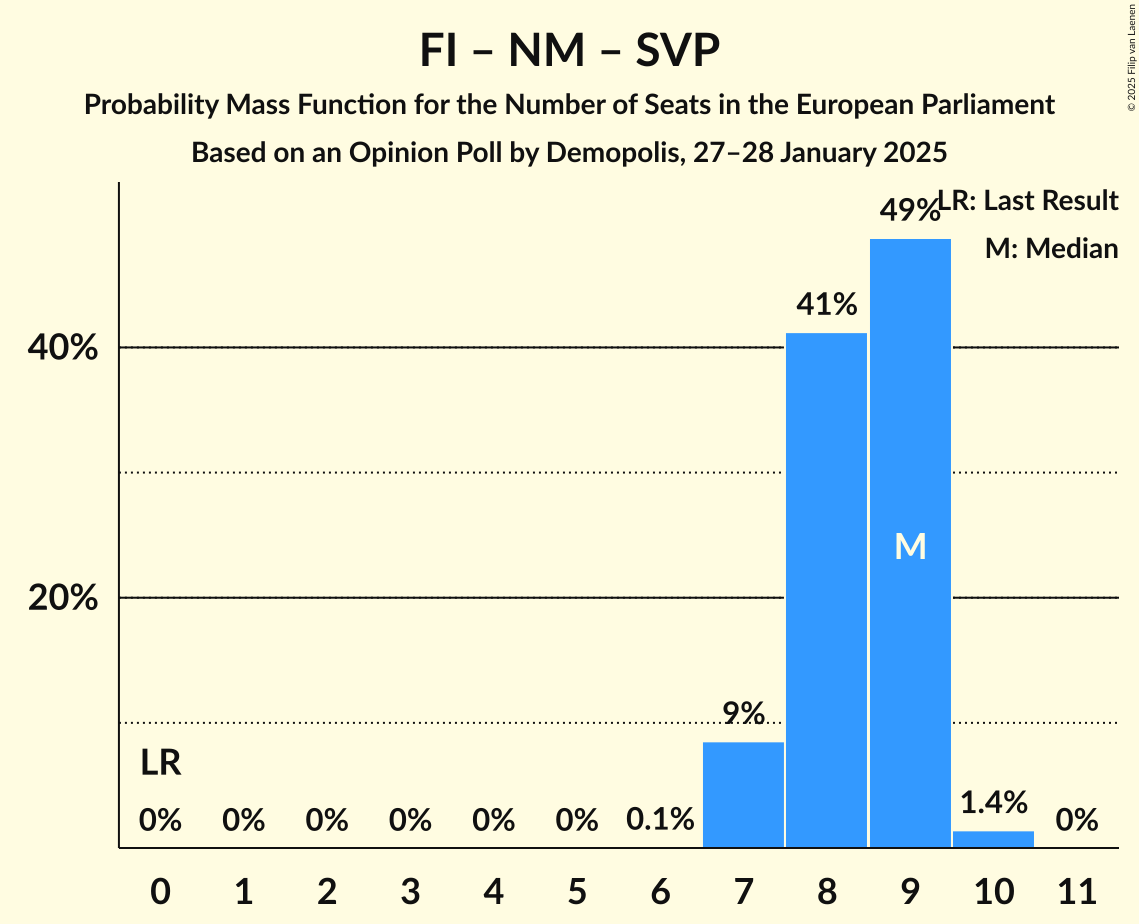 FI – NM – SVP
Probability Mass Function for the Number of Seats in the European Parliament
Based on an Opinion Poll by Demopolis, 27–28 January 2025
© 2025 Filip van Laenen
LR: Last Result
M: Median
40%
20%
LR
0%
0%
0%
0%
0%
0%
0.1%
9%
41%
49%
M
1.4%
0%
0 1 2 3 4 5 6 7 8 9 10 11